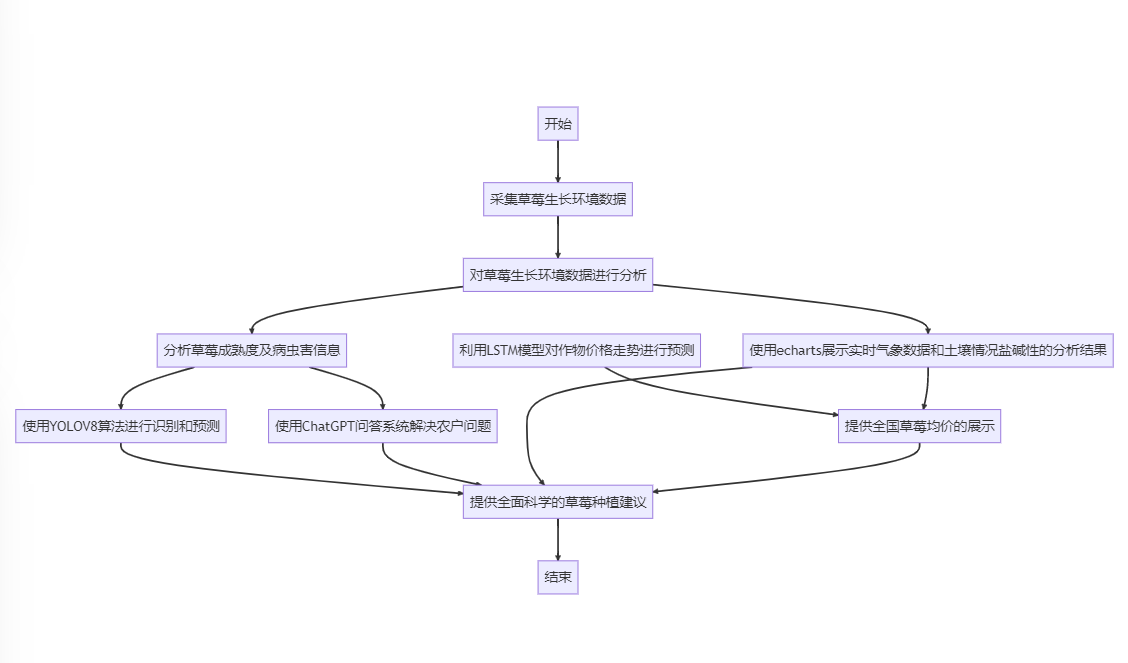 开始
采集草莓生长环境数据
对草莓生长环境数据进行分析
分析草莓成熟度及病虫害信息
利用LSTM模型对作物价格走势进行预测
使用echarts展示实时气象数据和土壤情况盐碱性的分析结果
使用YOLOV8算法进行识别和预测
使用ChatGPT问答系统解决农户问题
提供全国草莓均价的展示
提供全面科学的草莓种植建议
结束